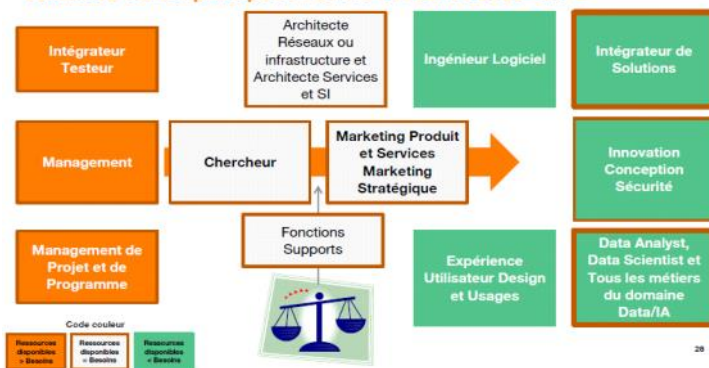 Intégrateur
Testeur
Architecte
Réseaux ou
infrastructure et
Architecte Services
et SI
Ingénieur Logiciel
Intégrateur de
Solutions
Management
Chercheur
Marketing Produit
et Services
Marketing
Stratégique
Innovation
Conception
Sécurité
Management de
Projet et de
Programme
Fonctions
Supports
Expérience
Utilisateur Design
et Usages
Data Analyst,
Data Scientist et
Tous les métiers
du domaine
Data/IA
Code couleur
Ressources
disponibles
> Besoins
Ressources
disponibles
= Besoins
Ressources
disponibles
< Besoins
28